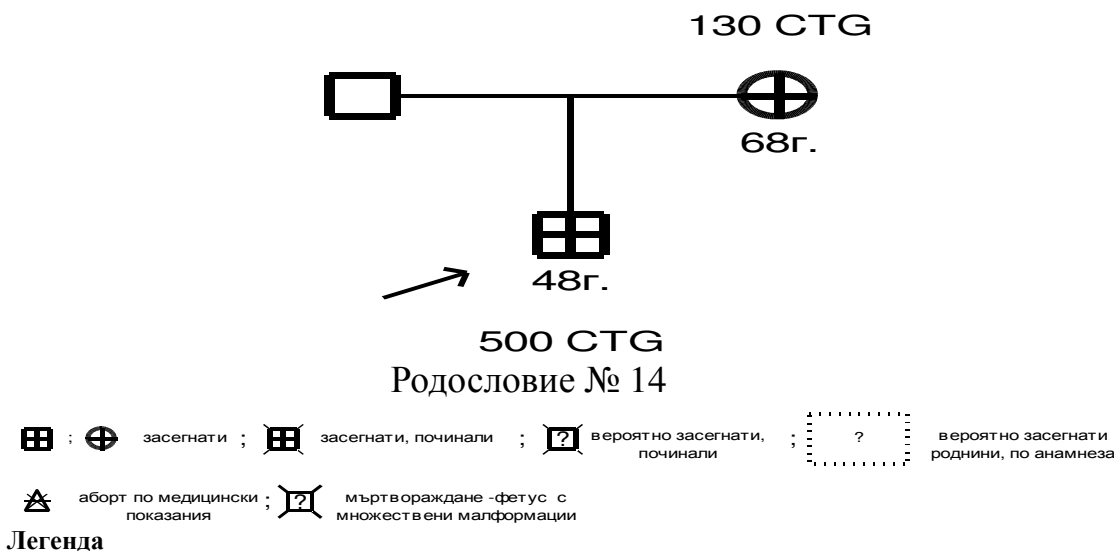 130 CTG
68г.
48г.
500 CTG
Родословие № 14
; засегнати ; засегнати, починали ; ? вероятно засегнати, починали ; ? вероятно засегнати роднини, по анамнеза
аборт по медицински показания ; ? мъртвораждане -фетус с множествени малформации
Легенда